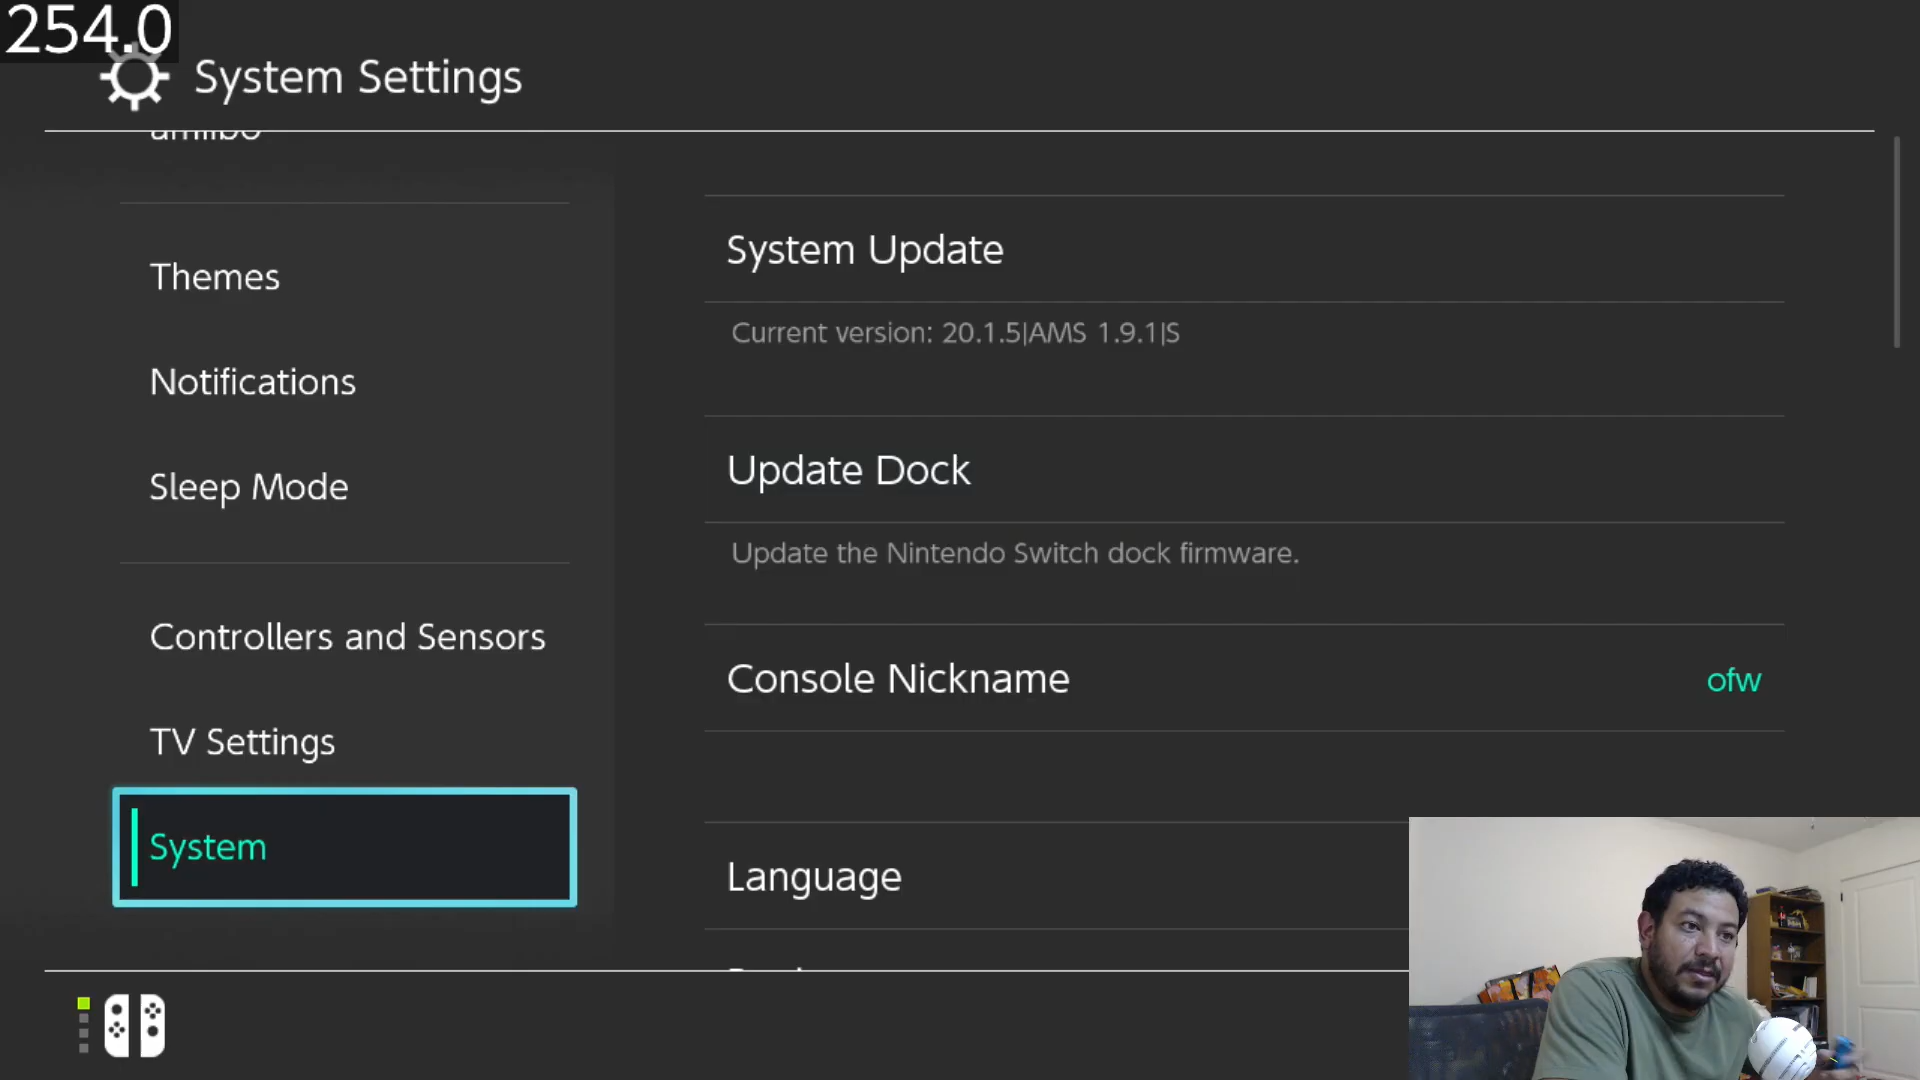 254.0
System Settings
amiibo
Themes
Notifications
Sleep Mode
Controllers and Sensors
TV Settings
System
System Update
Current version: 20.1.5|AMS 1.9.1|S
Update Dock
Update the Nintendo Switch dock firmware.
Console Nickname
ofw
Language